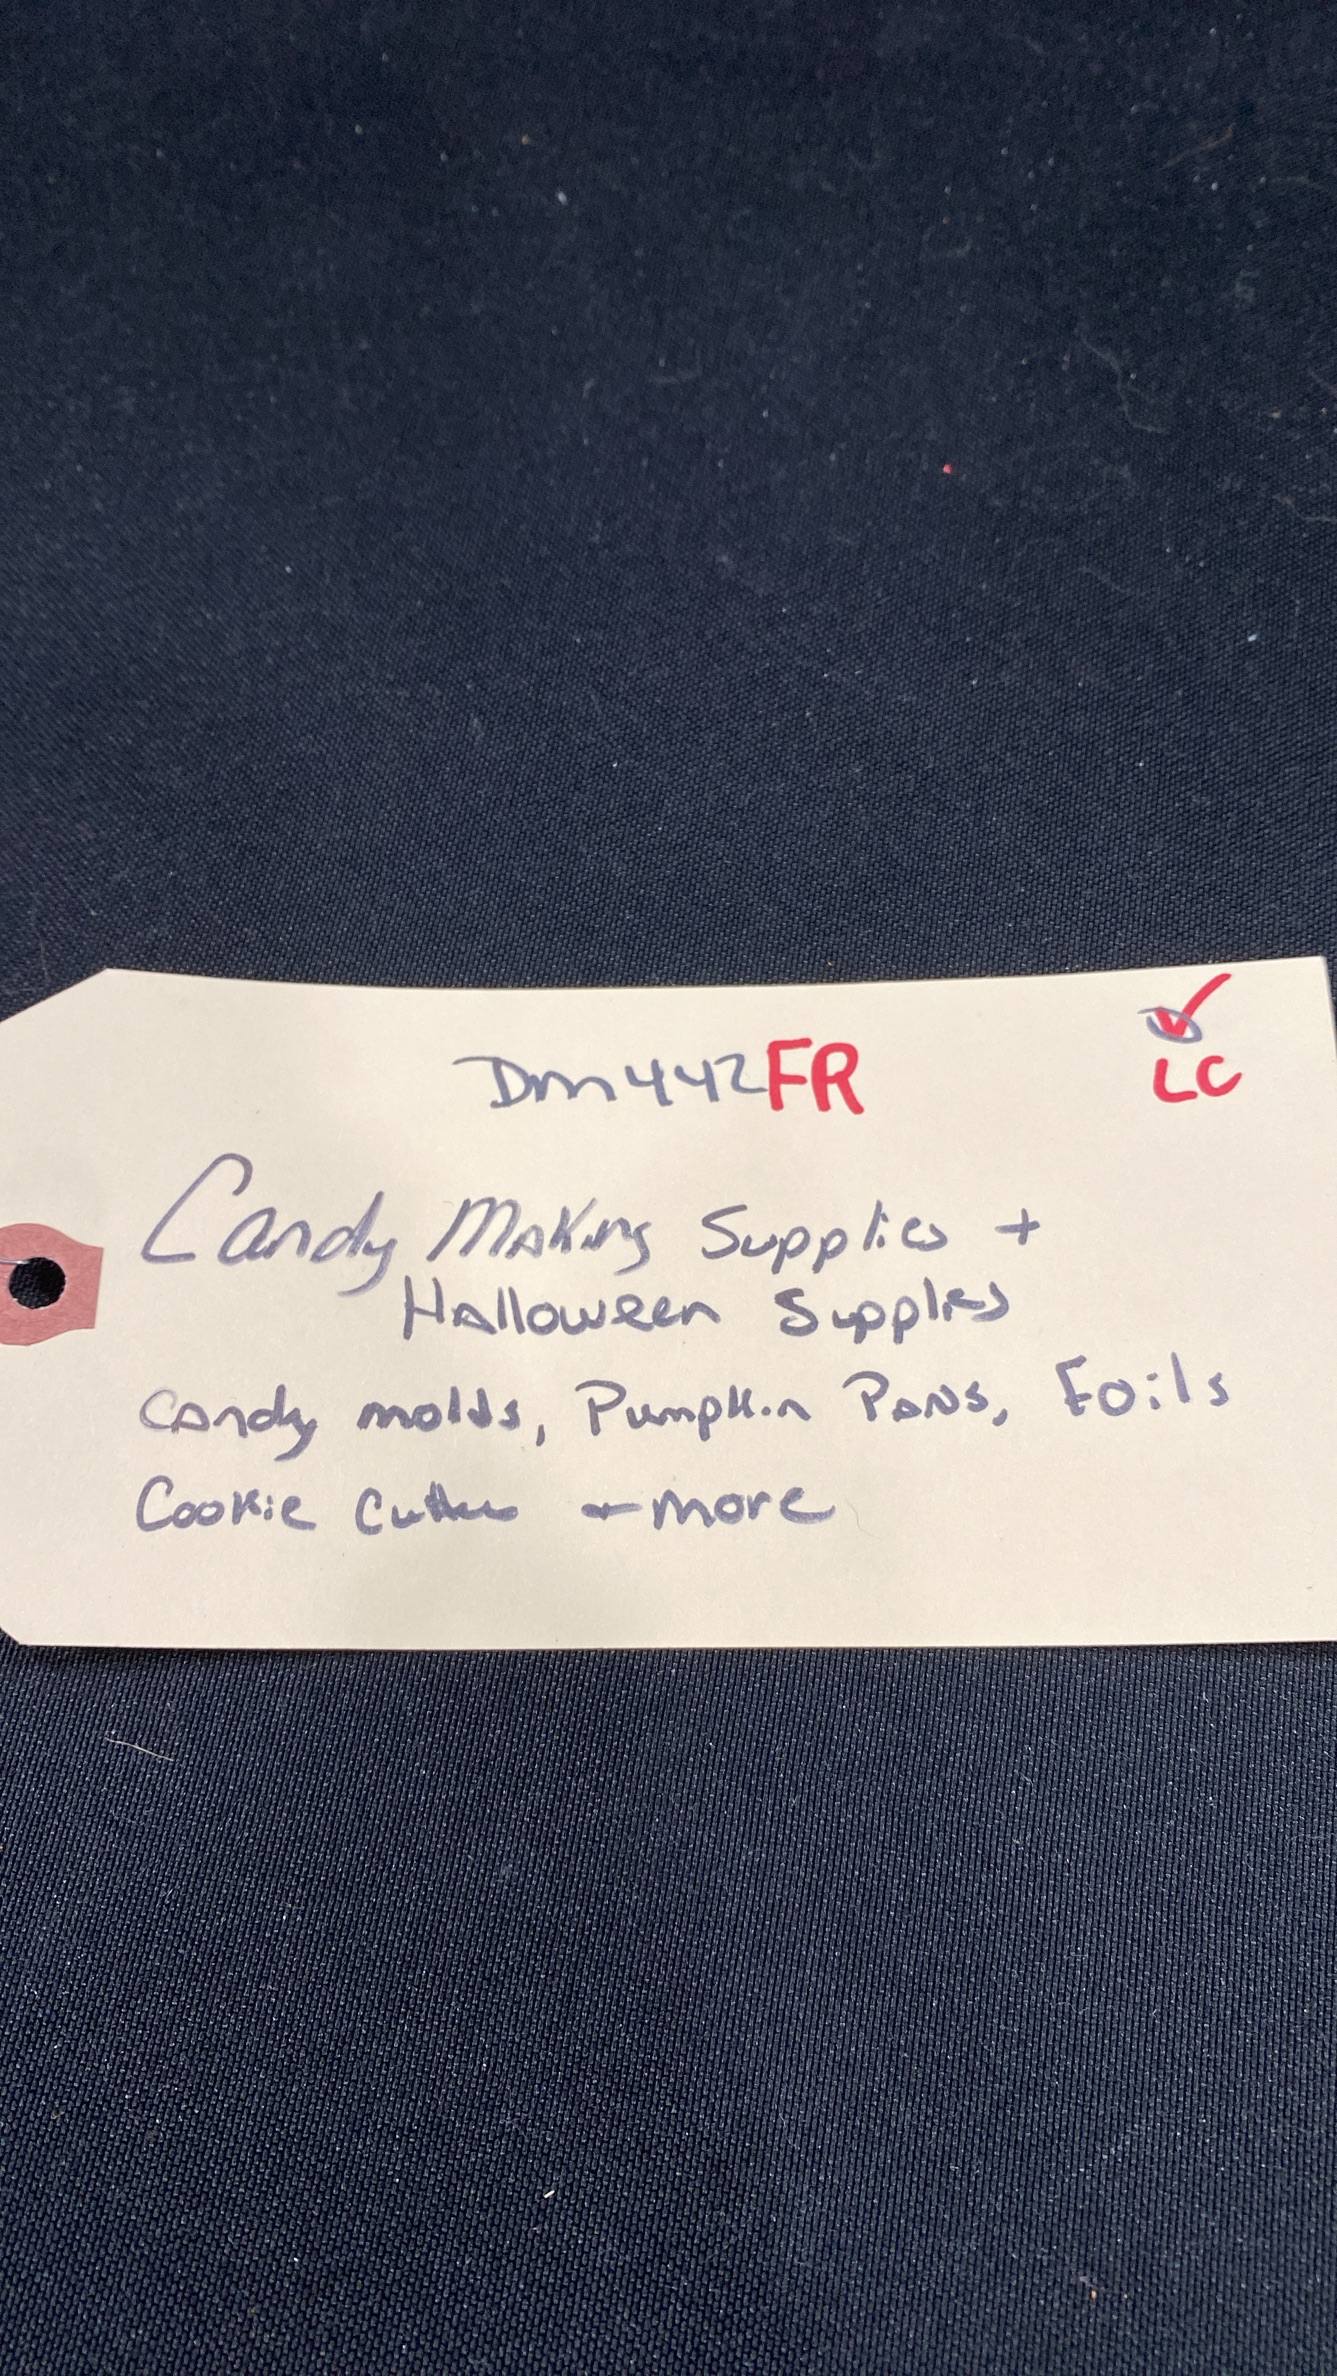 Dm442FR
✓
LC
Candy Making Supplies +
Halloween Supplies
Candy molds, Pumpkin Pans, Foils
Cookie Cutters + more